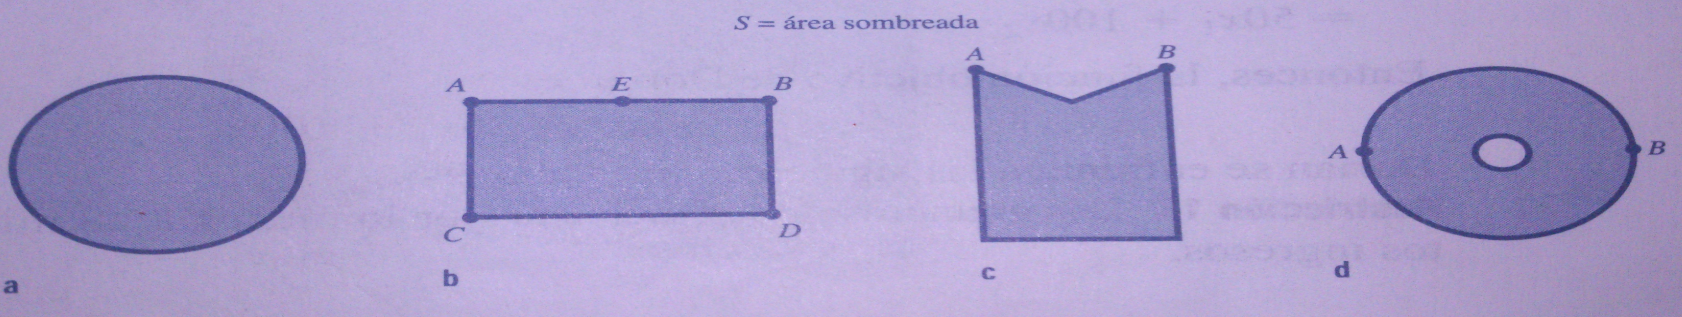 S = área sombreada
A E B
C D
A B
A B
a b c d